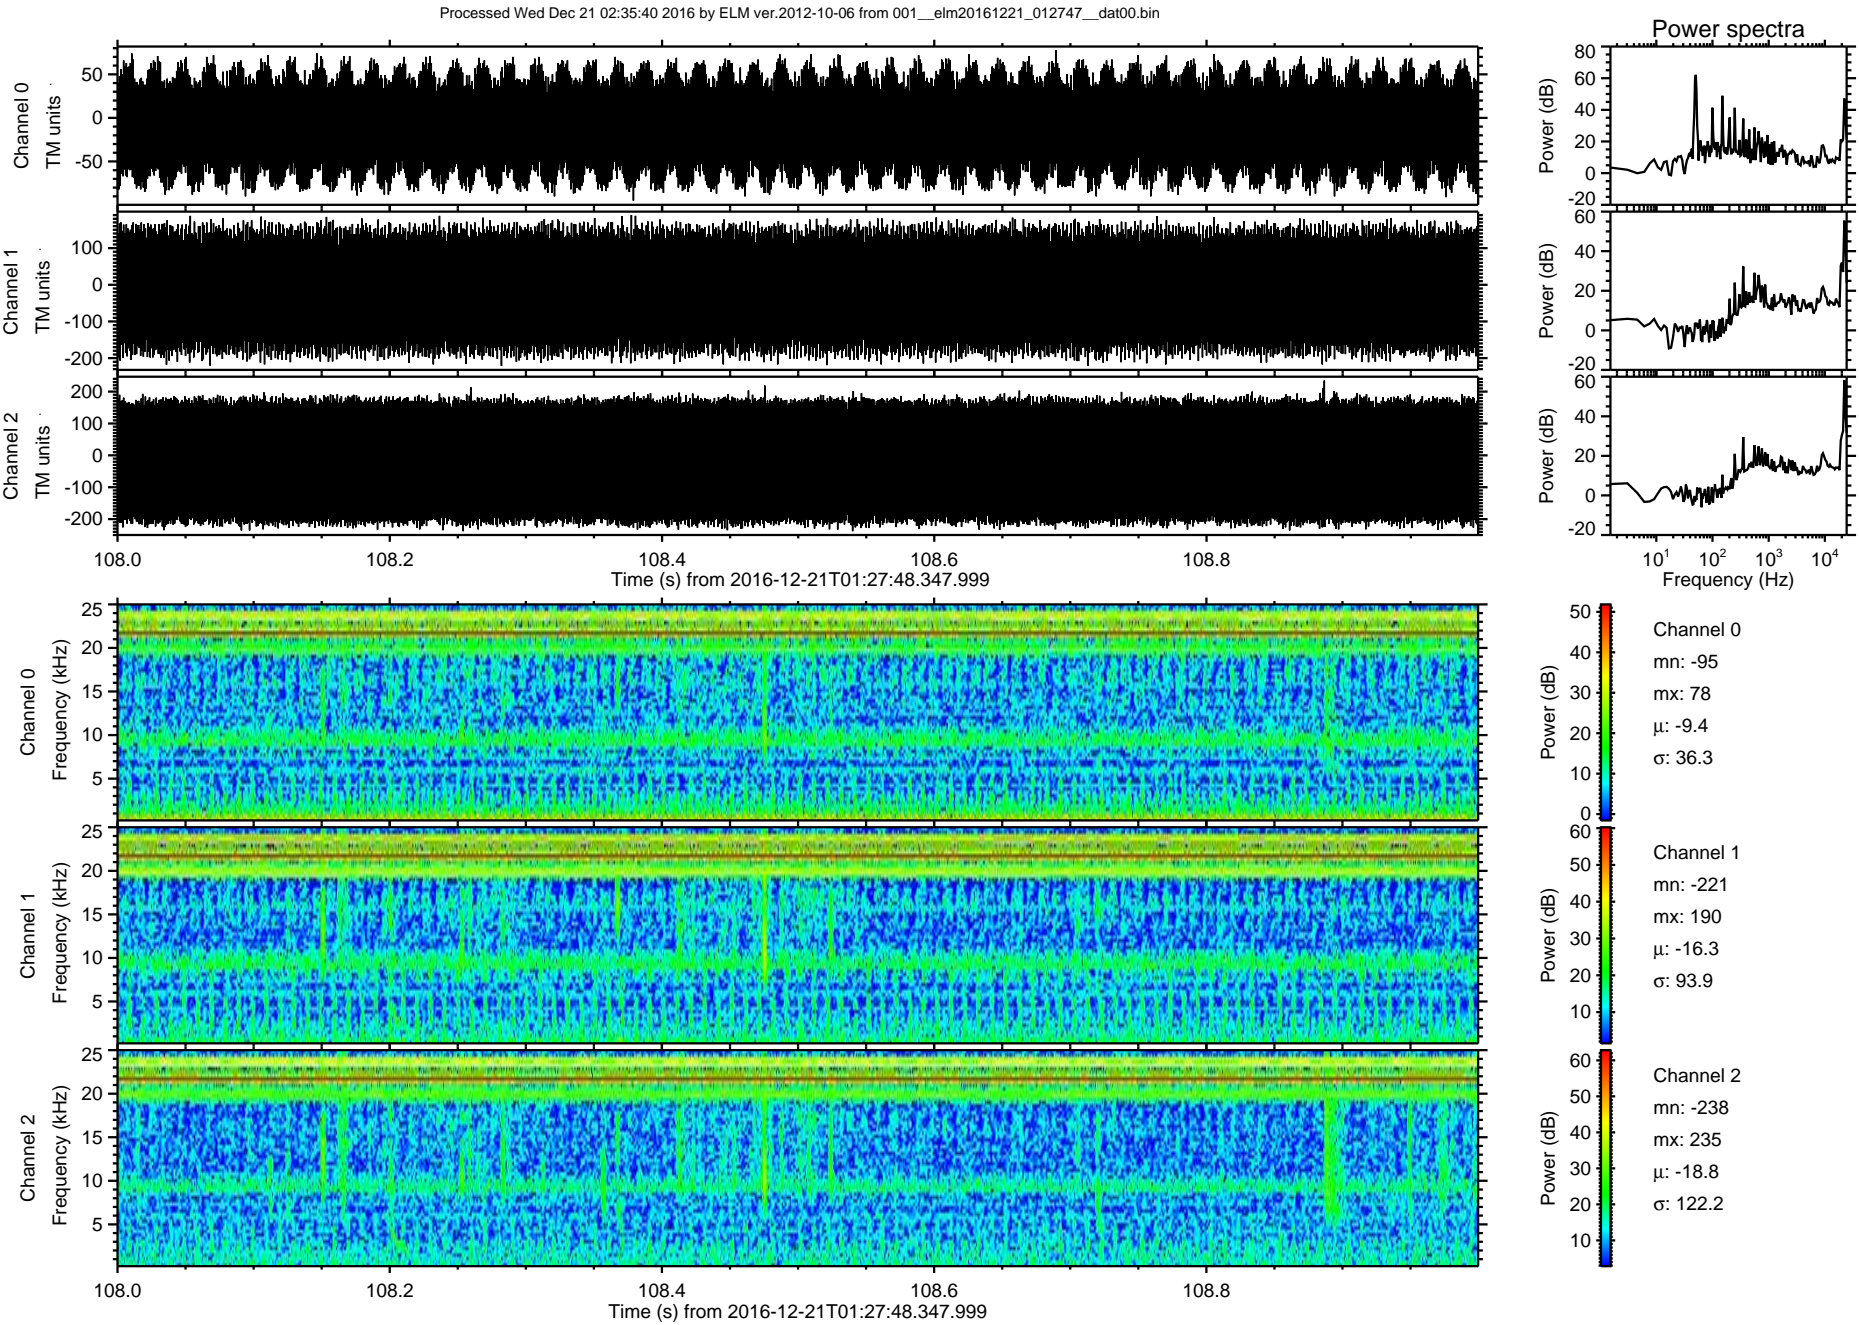 Processed Wed Dec 21 02:35:40 2016 by ELM ver.2012-10-06 from 001__elm20161221_012747__dat00.bin
Power spectra
Channel 0
TM units
50
0
-50
Power (dB)
80
60
40
20
0
-20
Channel 1
TM units
100
0
-100
-200
Power (dB)
60
40
20
0
-20
Channel 2
TM units
200
100
0
-100
-200
Power (dB)
60
40
20
0
-20
108.0 108.2 108.4 108.6 108.8
Time (s) from 2016-12-21T01:27:48.347.999
10^1 10^2 10^3 10^4
Frequency (Hz)
Channel 0
Frequency (kHz)
25
20
15
10
5
Power (dB)
50
40
30
20
10
0
Channel 0
mn: -95
mx: 78
μ: -9.4
σ: 36.3
Channel 1
Frequency (kHz)
25
20
15
10
5
Power (dB)
60
50
40
30
20
10
Channel 1
mn: -221
mx: 190
μ: -16.3
σ: 93.9
Channel 2
Frequency (kHz)
25
20
15
10
5
Power (dB)
60
50
40
30
20
10
Channel 2
mn: -238
mx: 235
μ: -18.8
σ: 122.2
108.0 108.2 108.4 108.6 108.8
Time (s) from 2016-12-21T01:27:48.347.999